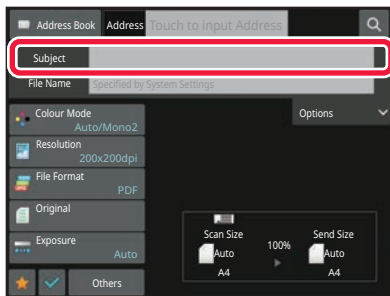 Address Book Address Touch to input Address
Subject
File Name Specified by System Settings
Colour Mode
Auto/Mono2
Options
Resolution
200x200dpi
File Format
PDF
Original
Exposure
Auto
Scan Size
Auto
A4
100%
Send Size
Auto
A4
Others